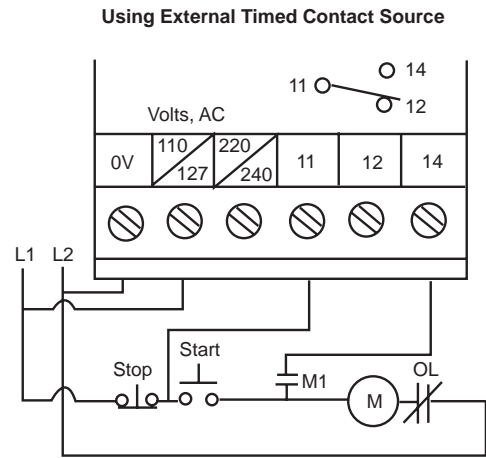 Using External Timed Contact Source
14
11
12
Volts, AC
0V 110 127 220 240 11 12 14
L1 L2
Stop Start M1 OL
M